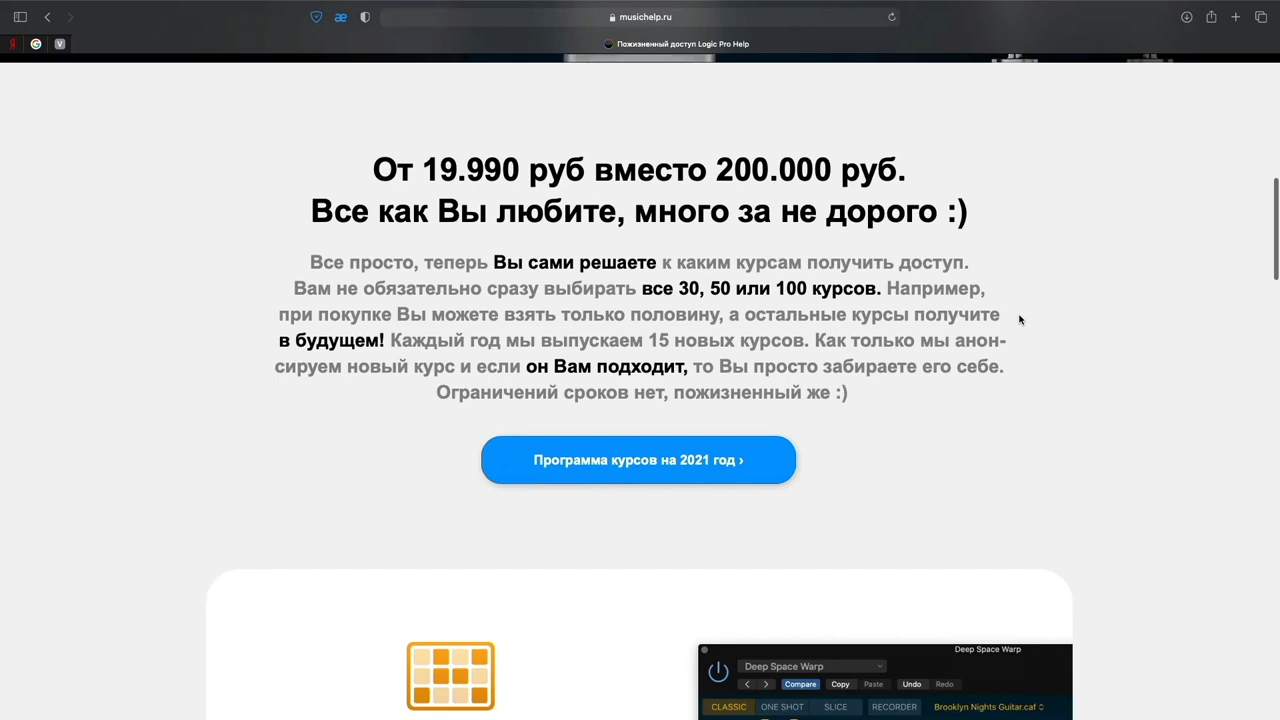 musichelp.ru
Я
G
V
Пожизненный доступ Logic Pro Help
От 19.990 руб вместо 200.000 руб.
Все как Вы любите, много за не дорого :)
Все просто, теперь Вы сами решаете к каким курсам получить доступ.
Вам не обязательно сразу выбирать все 30, 50 или 100 курсов. Например,
при покупке Вы можете взять только половину, а остальные курсы получите
в будущем! Каждый год мы выпускаем 15 новых курсов. Как только мы анон-
сируем новый курс и если он Вам подходит, то Вы просто забираете его себе.
Ограничений сроков нет, пожизненный же :)
Программа курсов на 2021 год ›
Deep Space Warp
Deep Space Warp
Compare Copy Paste Undo Redo
CLASSIC ONE SHOT SLICE RECORDER Brooklyn Nights Guitar.caf